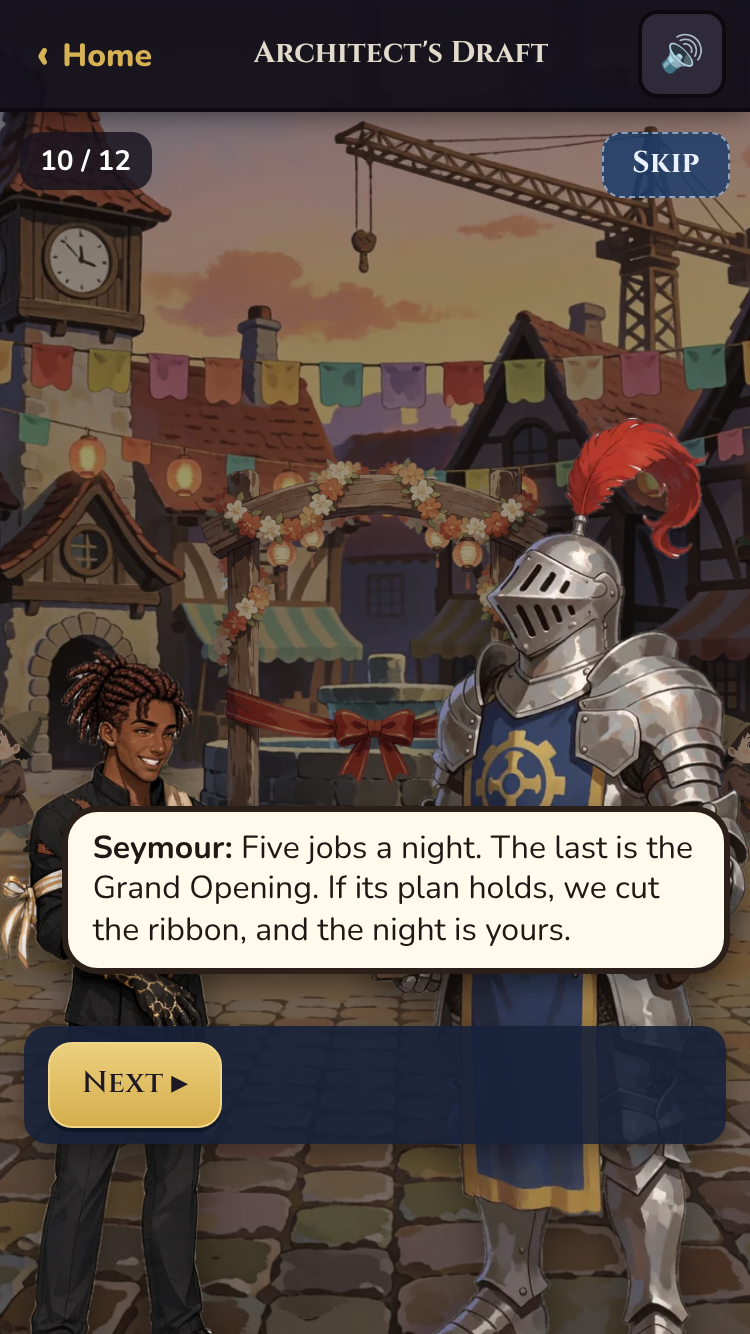 ‹ Home
Architect's Draft
10 / 12
Skip
Seymour: Five jobs a night. The last is the
Grand Opening. If its plan holds, we cut
the ribbon, and the night is yours.
Next ▸